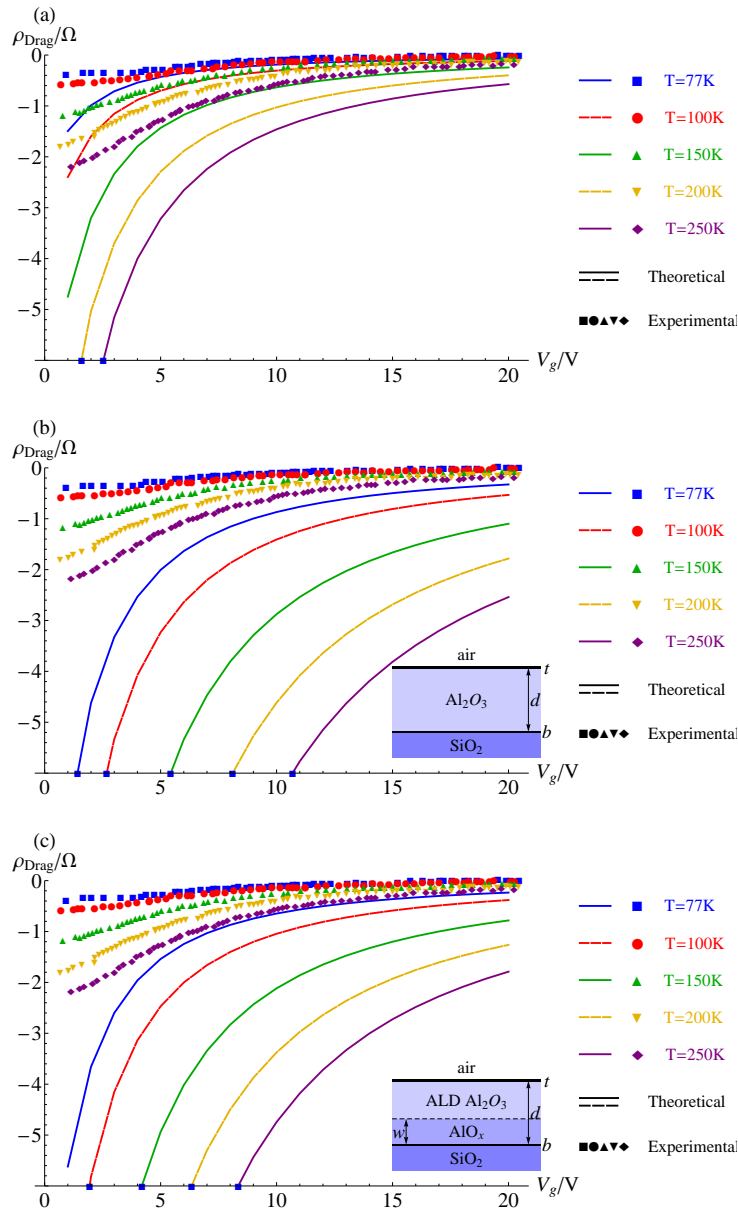 (a)
ρDrag/Ω
0
−1
−2
−3
−4
−5
0 5 10 15 20
Vg/V
T=77K
T=100K
T=150K
T=200K
T=250K
Theoretical
Experimental
(b)
ρDrag/Ω
0
−1
−2
−3
−4
−5
0 5 10 15 20
Vg/V
air
t
Al2O3
d
b
SiO2
T=77K
T=100K
T=150K
T=200K
T=250K
Theoretical
Experimental
(c)
ρDrag/Ω
0
−1
−2
−3
−4
−5
0 5 10 15 20
Vg/V
air
t
ALD Al2O3
d
w
AlOx
b
SiO2
T=77K
T=100K
T=150K
T=200K
T=250K
Theoretical
Experimental